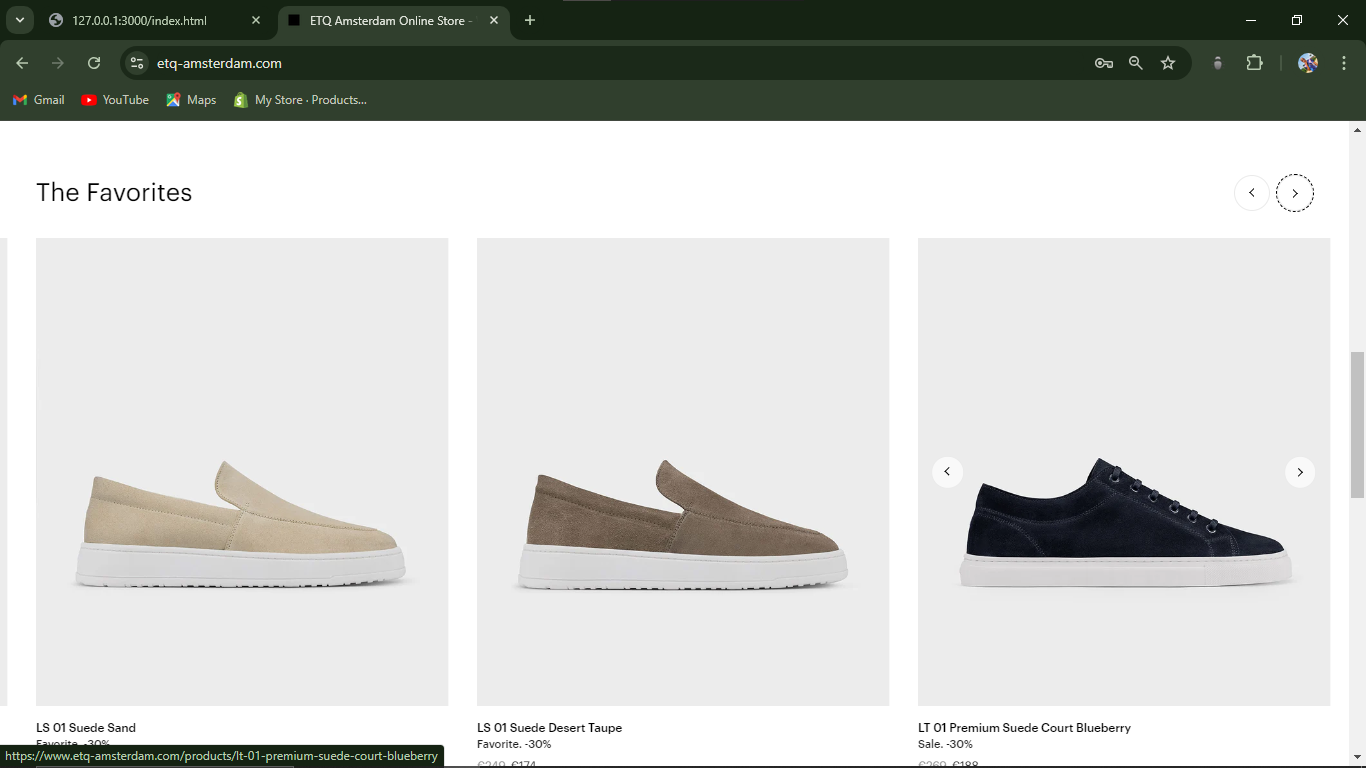 127.0.0.1:3000/index.html
ETQ Amsterdam Online Store -
etq-amsterdam.com
Gmail
YouTube
Maps
My Store · Products...
The Favorites
LS 01 Suede Sand
LS 01 Suede Desert Taupe
LT 01 Premium Suede Court Blueberry
Favorite. -30%
Favorite. -30%
Sale. -30%
https://www.etq-amsterdam.com/products/lt-01-premium-suede-court-blueberry
€249 €174
€269 €188